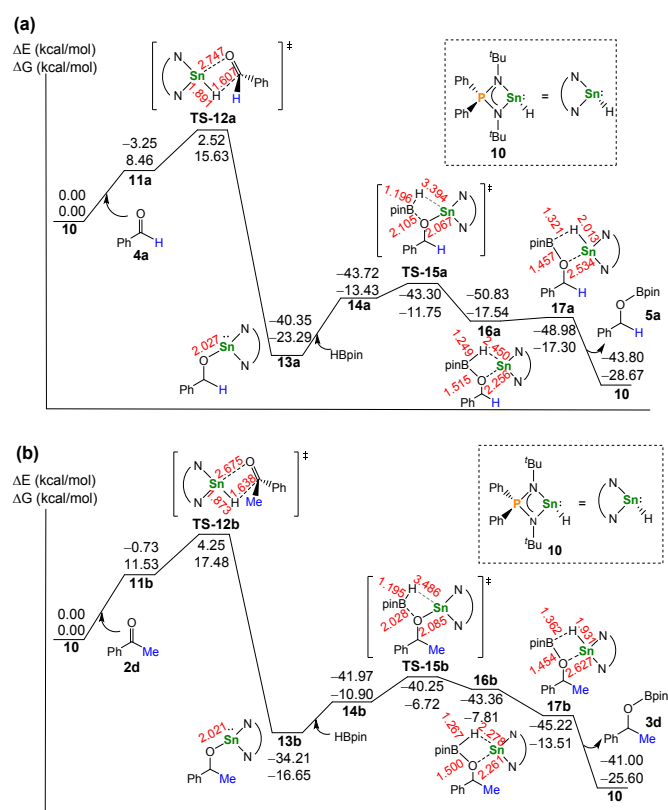 (a)
ΔE (kcal/mol)
ΔG (kcal/mol)
0.00
0.00
10
Ph
O
H
4a
−3.25
8.46
11a
N
N
Sn
H
O
Ph
H
2.747
1.607
1.891
‡
TS-12a
2.52
15.63
2.027
Sn
N
N
O
Ph
H
−40.35
−23.29
13a
HBpin
−43.72
−13.43
14a
1.196
H
3.394
pinB
Sn
N
N
O
2.105
2.067
Ph
H
‡
TS-15a
−43.30
−11.75
−50.83
−17.54
16a
1.249
H
2.450
pinB
Sn
N
N
O
1.515
2.256
Ph
H
1.321
H
2.013
pinB
Sn
N
N
O
1.457
2.534
Ph
H
17a
−48.98
−17.30
O
Bpin
Ph
H
5a
−43.80
−28.67
10
tBu
Ph
N
P
Sn:
Ph
N
H
tBu
10
=
N
Sn:
N
H
(b)
ΔE (kcal/mol)
ΔG (kcal/mol)
0.00
0.00
10
O
Ph
Me
2d
−0.73
11.53
11b
N
N
Sn
H
O
Ph
Me
2.675
1.638
1.873
‡
TS-12b
4.25
17.48
2.021
Sn
N
N
O
Ph
Me
13b
−34.21
−16.65
HBpin
−41.97
−10.90
14b
1.195
H
3.486
pinB
Sn
N
N
O
2.028
2.085
Ph
Me
‡
TS-15b
−40.25
−6.72
16b
−43.36
−7.81
1.267
H
2.278
pinB
Sn
N
N
O
1.500
2.261
Ph
Me
1.362
H
1.931
pinB
Sn
N
N
O
1.454
2.627
Ph
Me
17b
−45.22
−13.51
O
Bpin
Ph
Me
3d
−41.00
−25.60
10
tBu
Ph
N
P
Sn:
Ph
N
H
tBu
10
=
N
Sn:
N
H